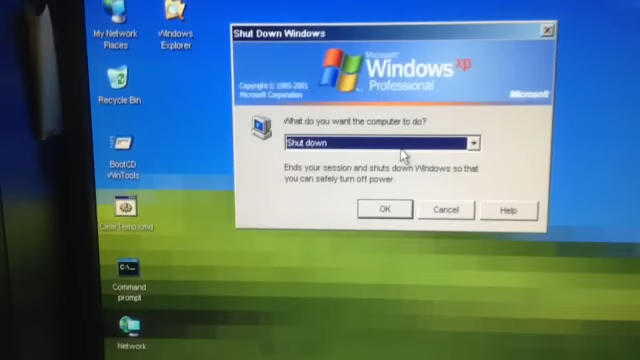 My Network
Places
Windows
Explorer
Recycle Bin
BootCD
WinTools
ClearTemp.cmd
Command
prompt
Network
Shut Down Windows
Microsoft
Windows xp
Professional
Copyright © 1985-2001
Microsoft Corporation
Microsoft
What do you want the computer to do?
Shut down
Ends your session and shuts down Windows so that
you can safely turn off power
OK
Cancel
Help